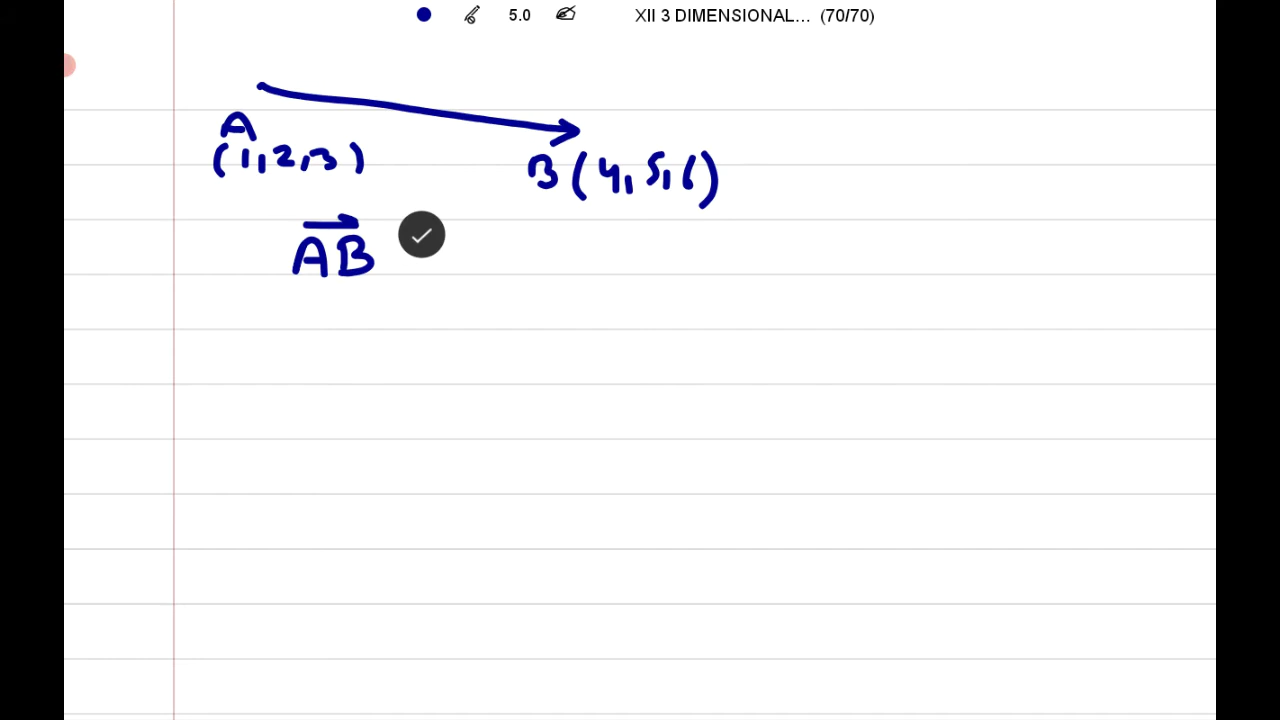 5.0 XII 3 DIMENSIONAL... (70/70)
A
(1,2,3)
B (4,5,6)
AB